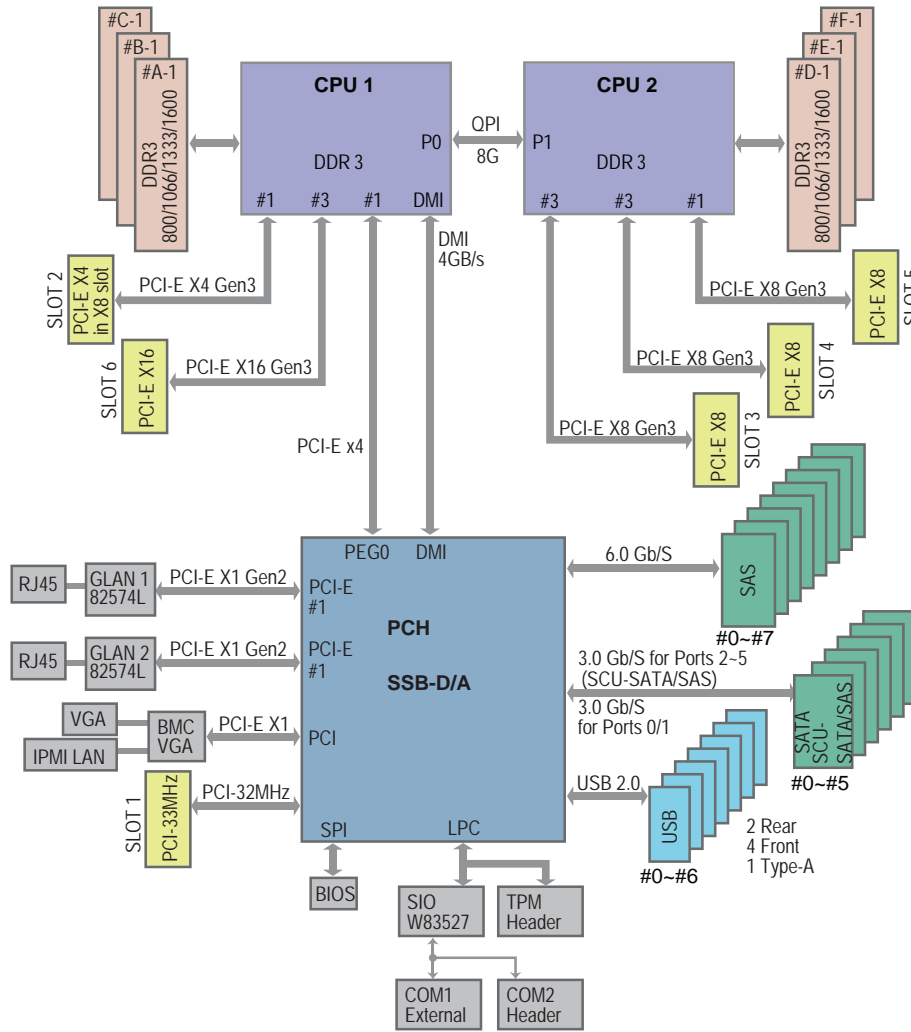 #C-1
#B-1
#A-1
DDR3
800/1066/1333/1600
CPU 1
DDR 3
P0
#1
#3
#1
DMI
QPI
8G
CPU 2
P1
DDR 3
#3
#3
#1
#F-1
#E-1
#D-1
DDR3
800/1066/1333/1600
DMI
4GB/s
SLOT 2
PCI-E X4
in X8 slot
PCI-E X4 Gen3
SLOT 6
PCI-E X16
PCI-E X16 Gen3
PCI-E X8 Gen3
PCI-E X8
SLOT 5
PCI-E X8 Gen3
PCI-E X8
SLOT 4
PCI-E X8 Gen3
PCI-E X8
SLOT 3
PCI-E x4
PEG0
DMI
PCI-E
#1
PCI-E
#1
PCH
SSB-D/A
PCI
SPI
LPC
RJ45
GLAN 1
82574L
PCI-E X1 Gen2
RJ45
GLAN 2
82574L
PCI-E X1 Gen2
VGA
IPMI LAN
BMC
VGA
PCI-E X1
SLOT 1
PCI-33MHz
PCI-32MHz
6.0 Gb/S
SAS
#0~#7
3.0 Gb/S for Ports 2~5
(SCU-SATA/SAS)
3.0 Gb/S
for Ports 0/1
SATA
SCU-
SATA/SAS
#0~#5
USB 2.0
USB
#0~#6
2 Rear
4 Front
1 Type-A
BIOS
SIO
W83527
TPM
Header
COM1
External
COM2
Header